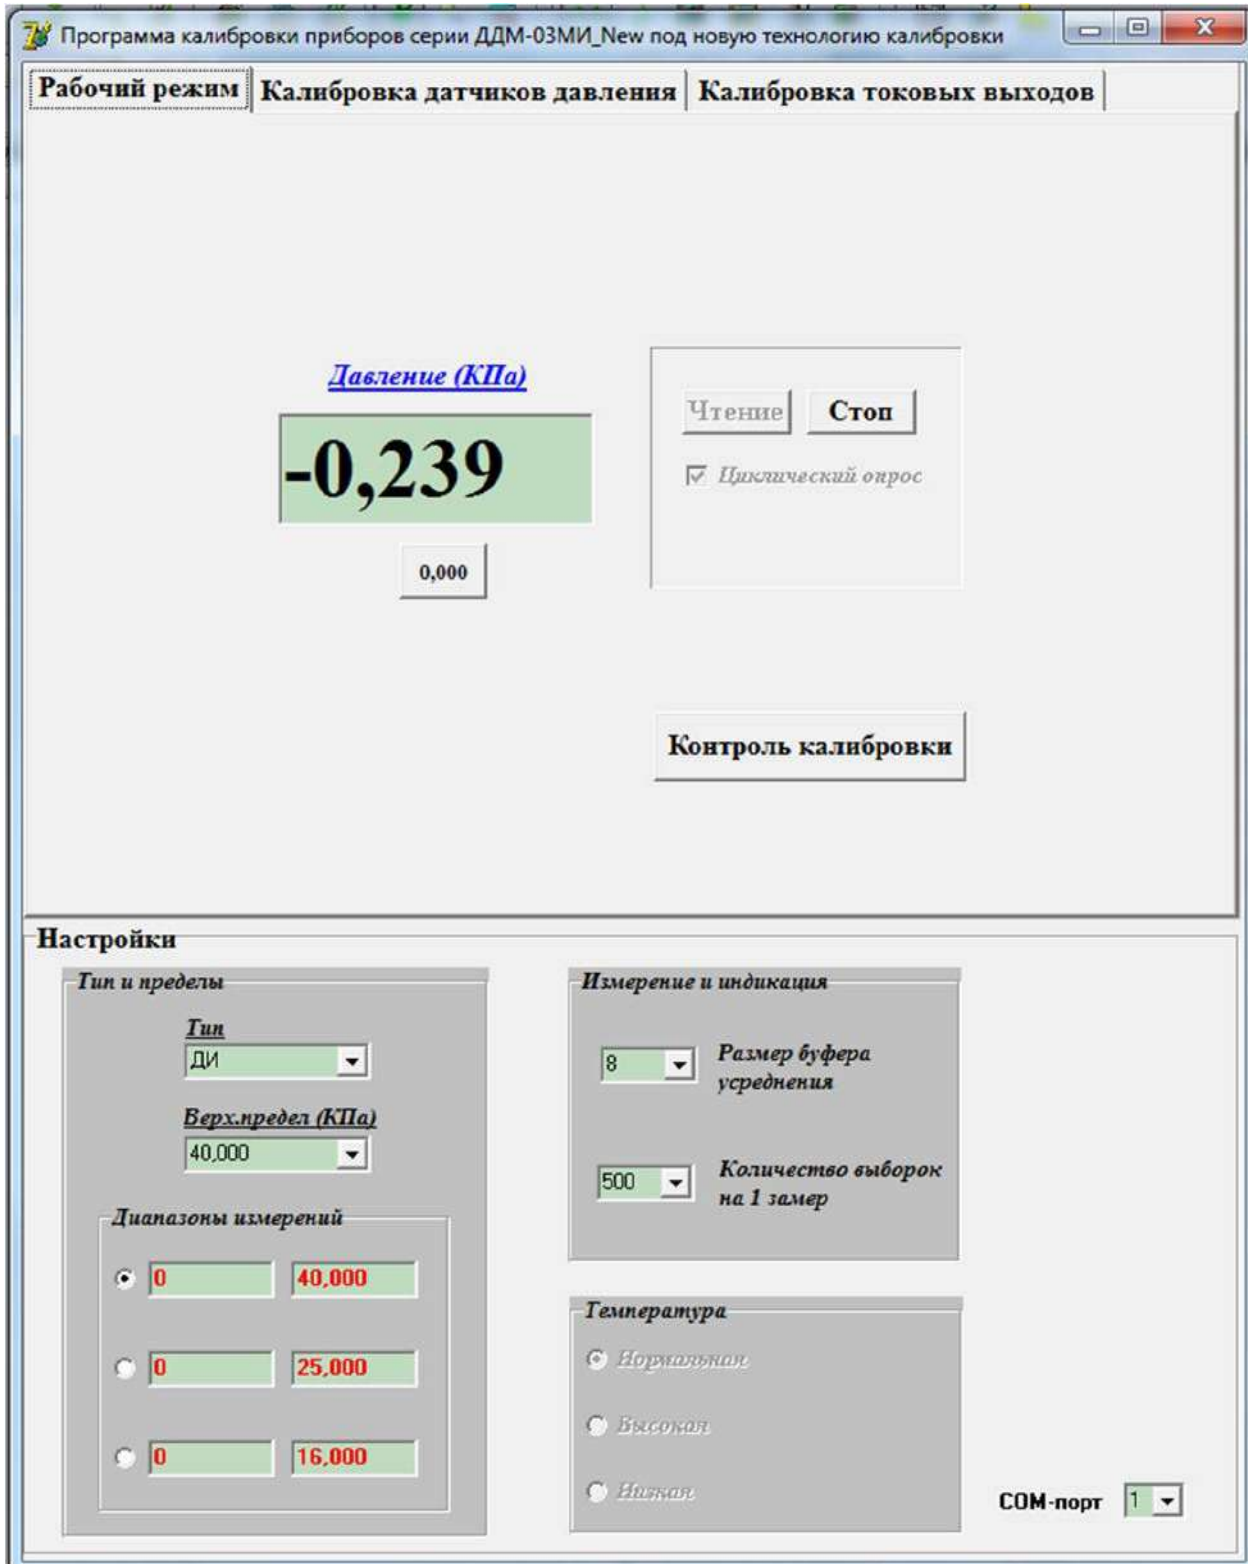 Программа калибровки приборов серии ДДМ-03МИ_New под новую технологию калибровки
Рабочий режим Калибровка датчиков давления Калибровка токовых выходов
Давление (КПа)
-0,239
0,000
Чтение Стоп
Циклический опрос
Контроль калибровки
Настройки
Тип и пределы
Тип
ДИ
Верх.предел (КПа)
40,000
Диапазоны измерений
0 40,000
0 25,000
0 16,000
Измерение и индикация
8 Размер буфера
усреднения
500 Количество выборок
на 1 замер
Температура
Нормальная
Высокая
Низкая
COM-порт 1